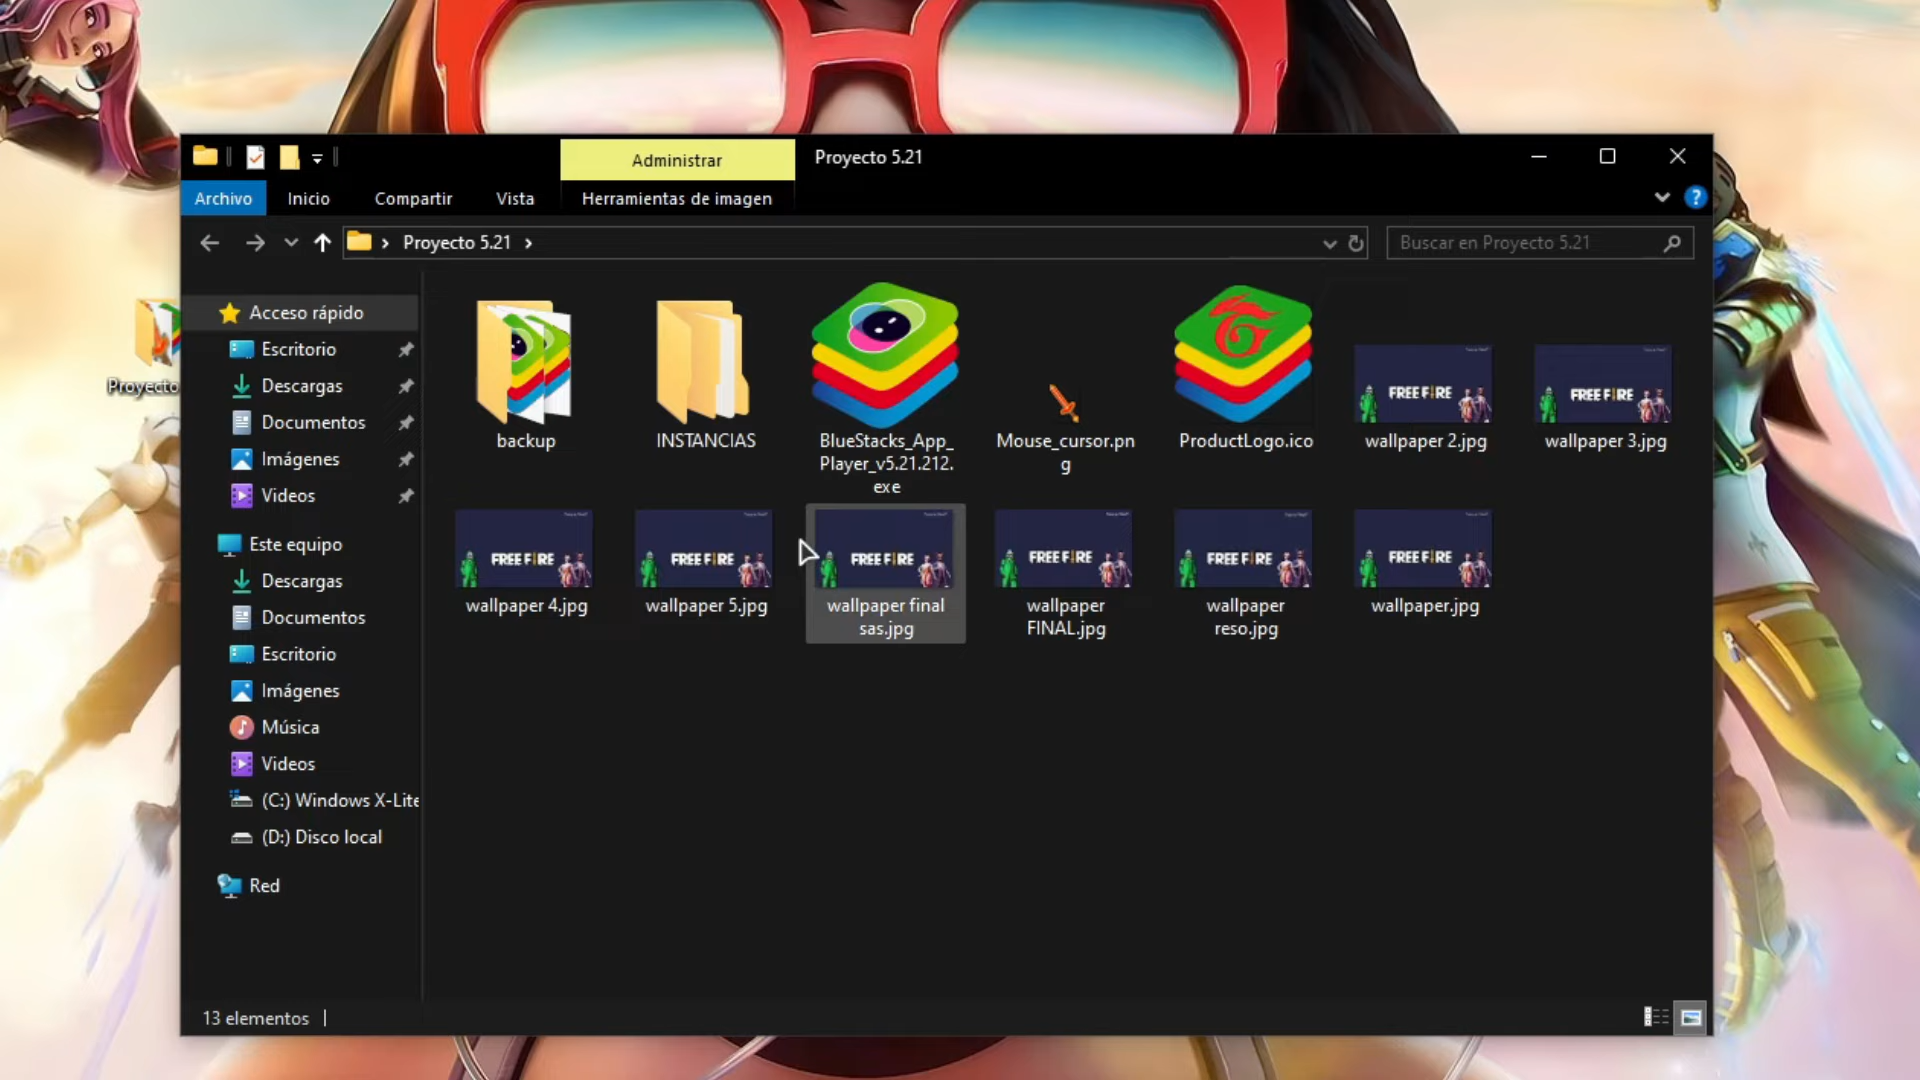 Administrar
Proyecto 5.21
Archivo
Inicio
Compartir
Vista
Herramientas de imagen
Proyecto 5.21
Buscar en Proyecto 5.21
Proyecto
Acceso rápido
Escritorio
Descargas
Documentos
Imágenes
Videos
Este equipo
Descargas
Documentos
Escritorio
Imágenes
Música
Videos
(C:) Windows X-Lite
(D:) Disco local
Red
backup
INSTANCIAS
BlueStacks_App_
Player_v5.21.212.
exe
Mouse_cursor.pn
g
ProductLogo.ico
FREE FIRE
wallpaper 2.jpg
FREE FIRE
wallpaper 3.jpg
FREE FIRE
wallpaper 4.jpg
FREE FIRE
wallpaper 5.jpg
FREE FIRE
wallpaper final
sas.jpg
FREE FIRE
wallpaper
FINAL.jpg
FREE FIRE
wallpaper
reso.jpg
FREE FIRE
wallpaper.jpg
13 elementos